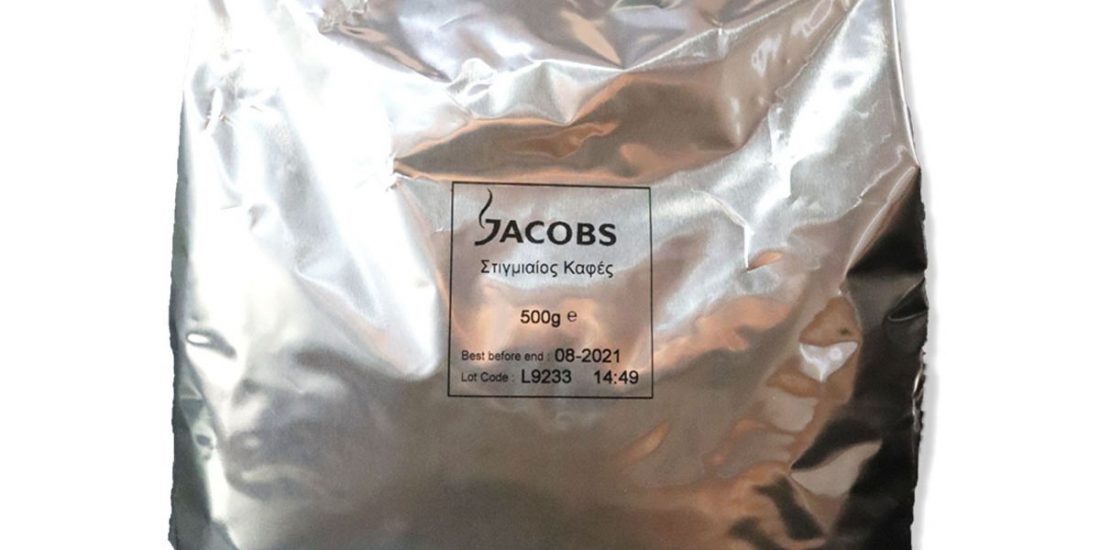 JACOBS
Στιγμιαίος Καφές
500g e
Best before end : 08-2021
Lot Code : L9233 14:49